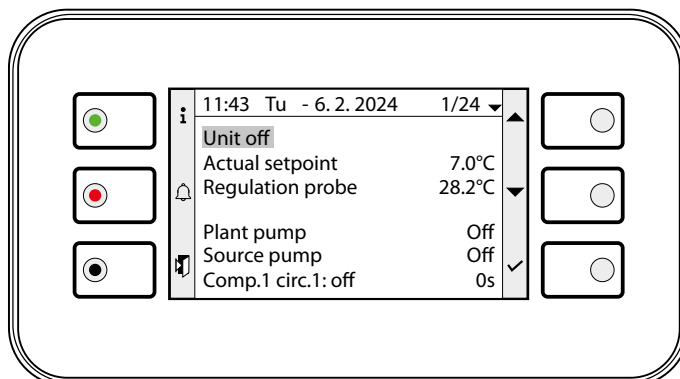 11:43 Tu - 6. 2. 2024 1/24
Unit off
Actual setpoint 7.0°C
Regulation probe 28.2°C
Plant pump Off
Source pump Off
Comp.1 circ.1: off 0s